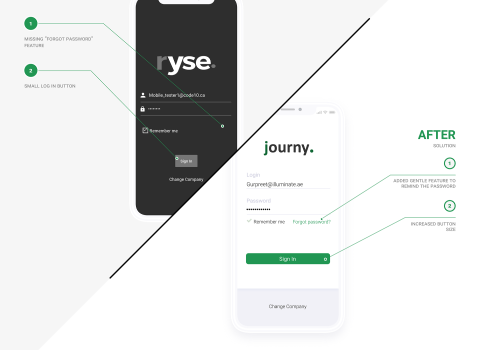 1
MISSING "FORGOT PASSWORD"
FEATURE
2
SMALL LOG IN BUTTON
ryse.
Mobile_tester1@code10.ca
Remember me
Sign In
Change Company
journy.
Login
Gurpreet@illuminate.ae
Password
Remember me
Forgot password?
Sign In
Change Company
AFTER
SOLUTION
1
ADDED GENTLE FEATURE TO
REMIND THE PASSWORD
2
INCREASED BUTTON
SIZE